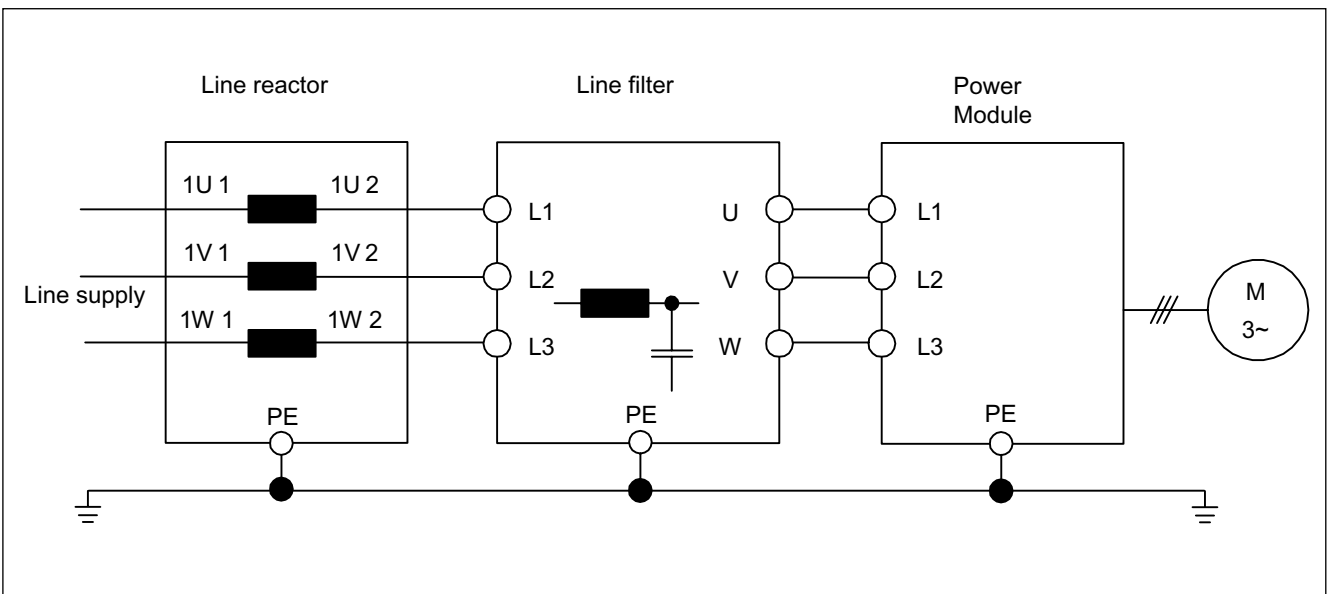 Line reactor
Line filter
Power
Module
1U 1
1U 2
L1
U
L1
1V 1
1V 2
L2
V
L2
Line supply
1W 1
1W 2
L3
W
L3
M
3~
PE
PE
PE